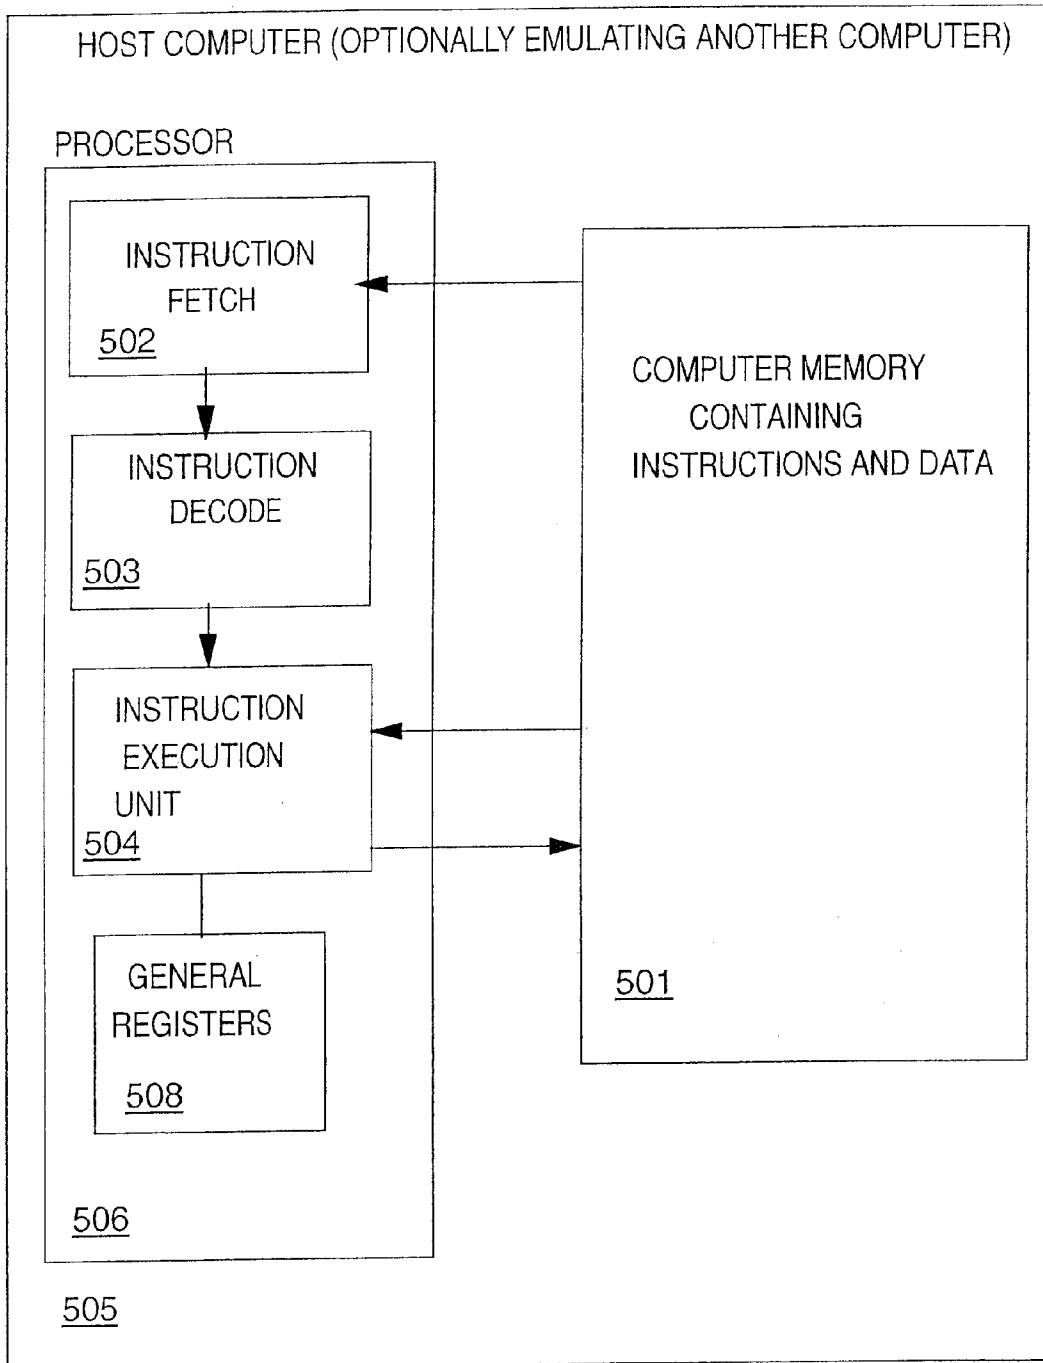 HOST COMPUTER (OPTIONALLY EMULATING ANOTHER COMPUTER)
PROCESSOR
INSTRUCTION
FETCH
502
INSTRUCTION
DECODE
503
INSTRUCTION
EXECUTION
UNIT
504
GENERAL
REGISTERS
508
506
505
COMPUTER MEMORY
CONTAINING
INSTRUCTIONS AND DATA
501